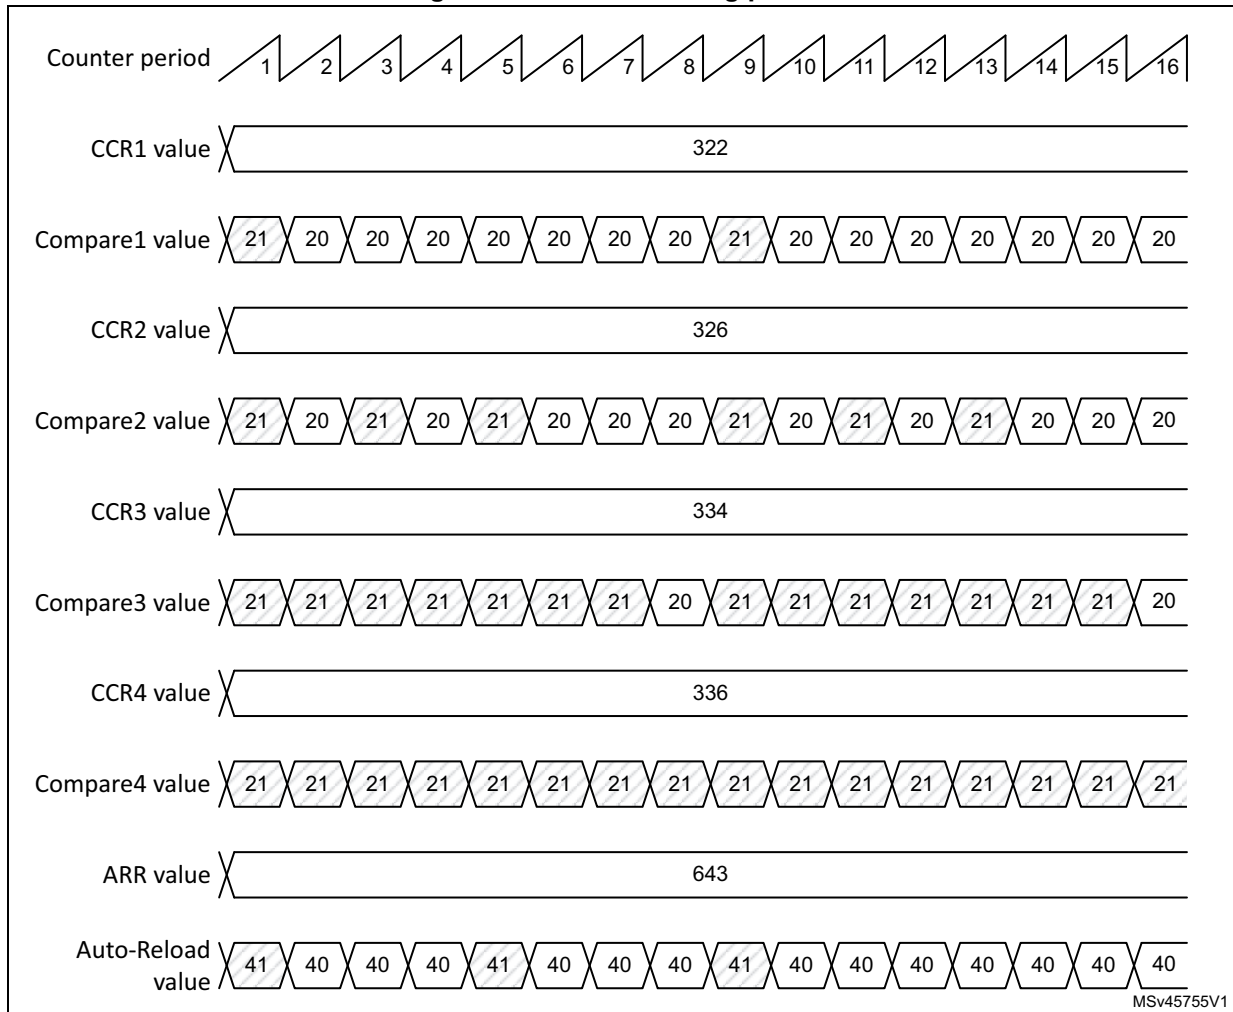 Counter period 1 2 3 4 5 6 7 8 9 10 11 12 13 14 15 16
CCR1 value 322
Compare1 value 21 20 20 20 20 20 20 20 21 20 20 20 20 20 20 20
CCR2 value 326
Compare2 value 21 20 21 20 21 20 20 20 21 20 21 20 21 20 20 20
CCR3 value 334
Compare3 value 21 21 21 21 21 21 21 20 21 21 21 21 21 21 21 20
CCR4 value 336
Compare4 value 21 21 21 21 21 21 21 21 21 21 21 21 21 21 21 21
ARR value 643
Auto-Reload
value 41 40 40 40 41 40 40 40 41 40 40 40 40 40 40 40
MSv45755V1